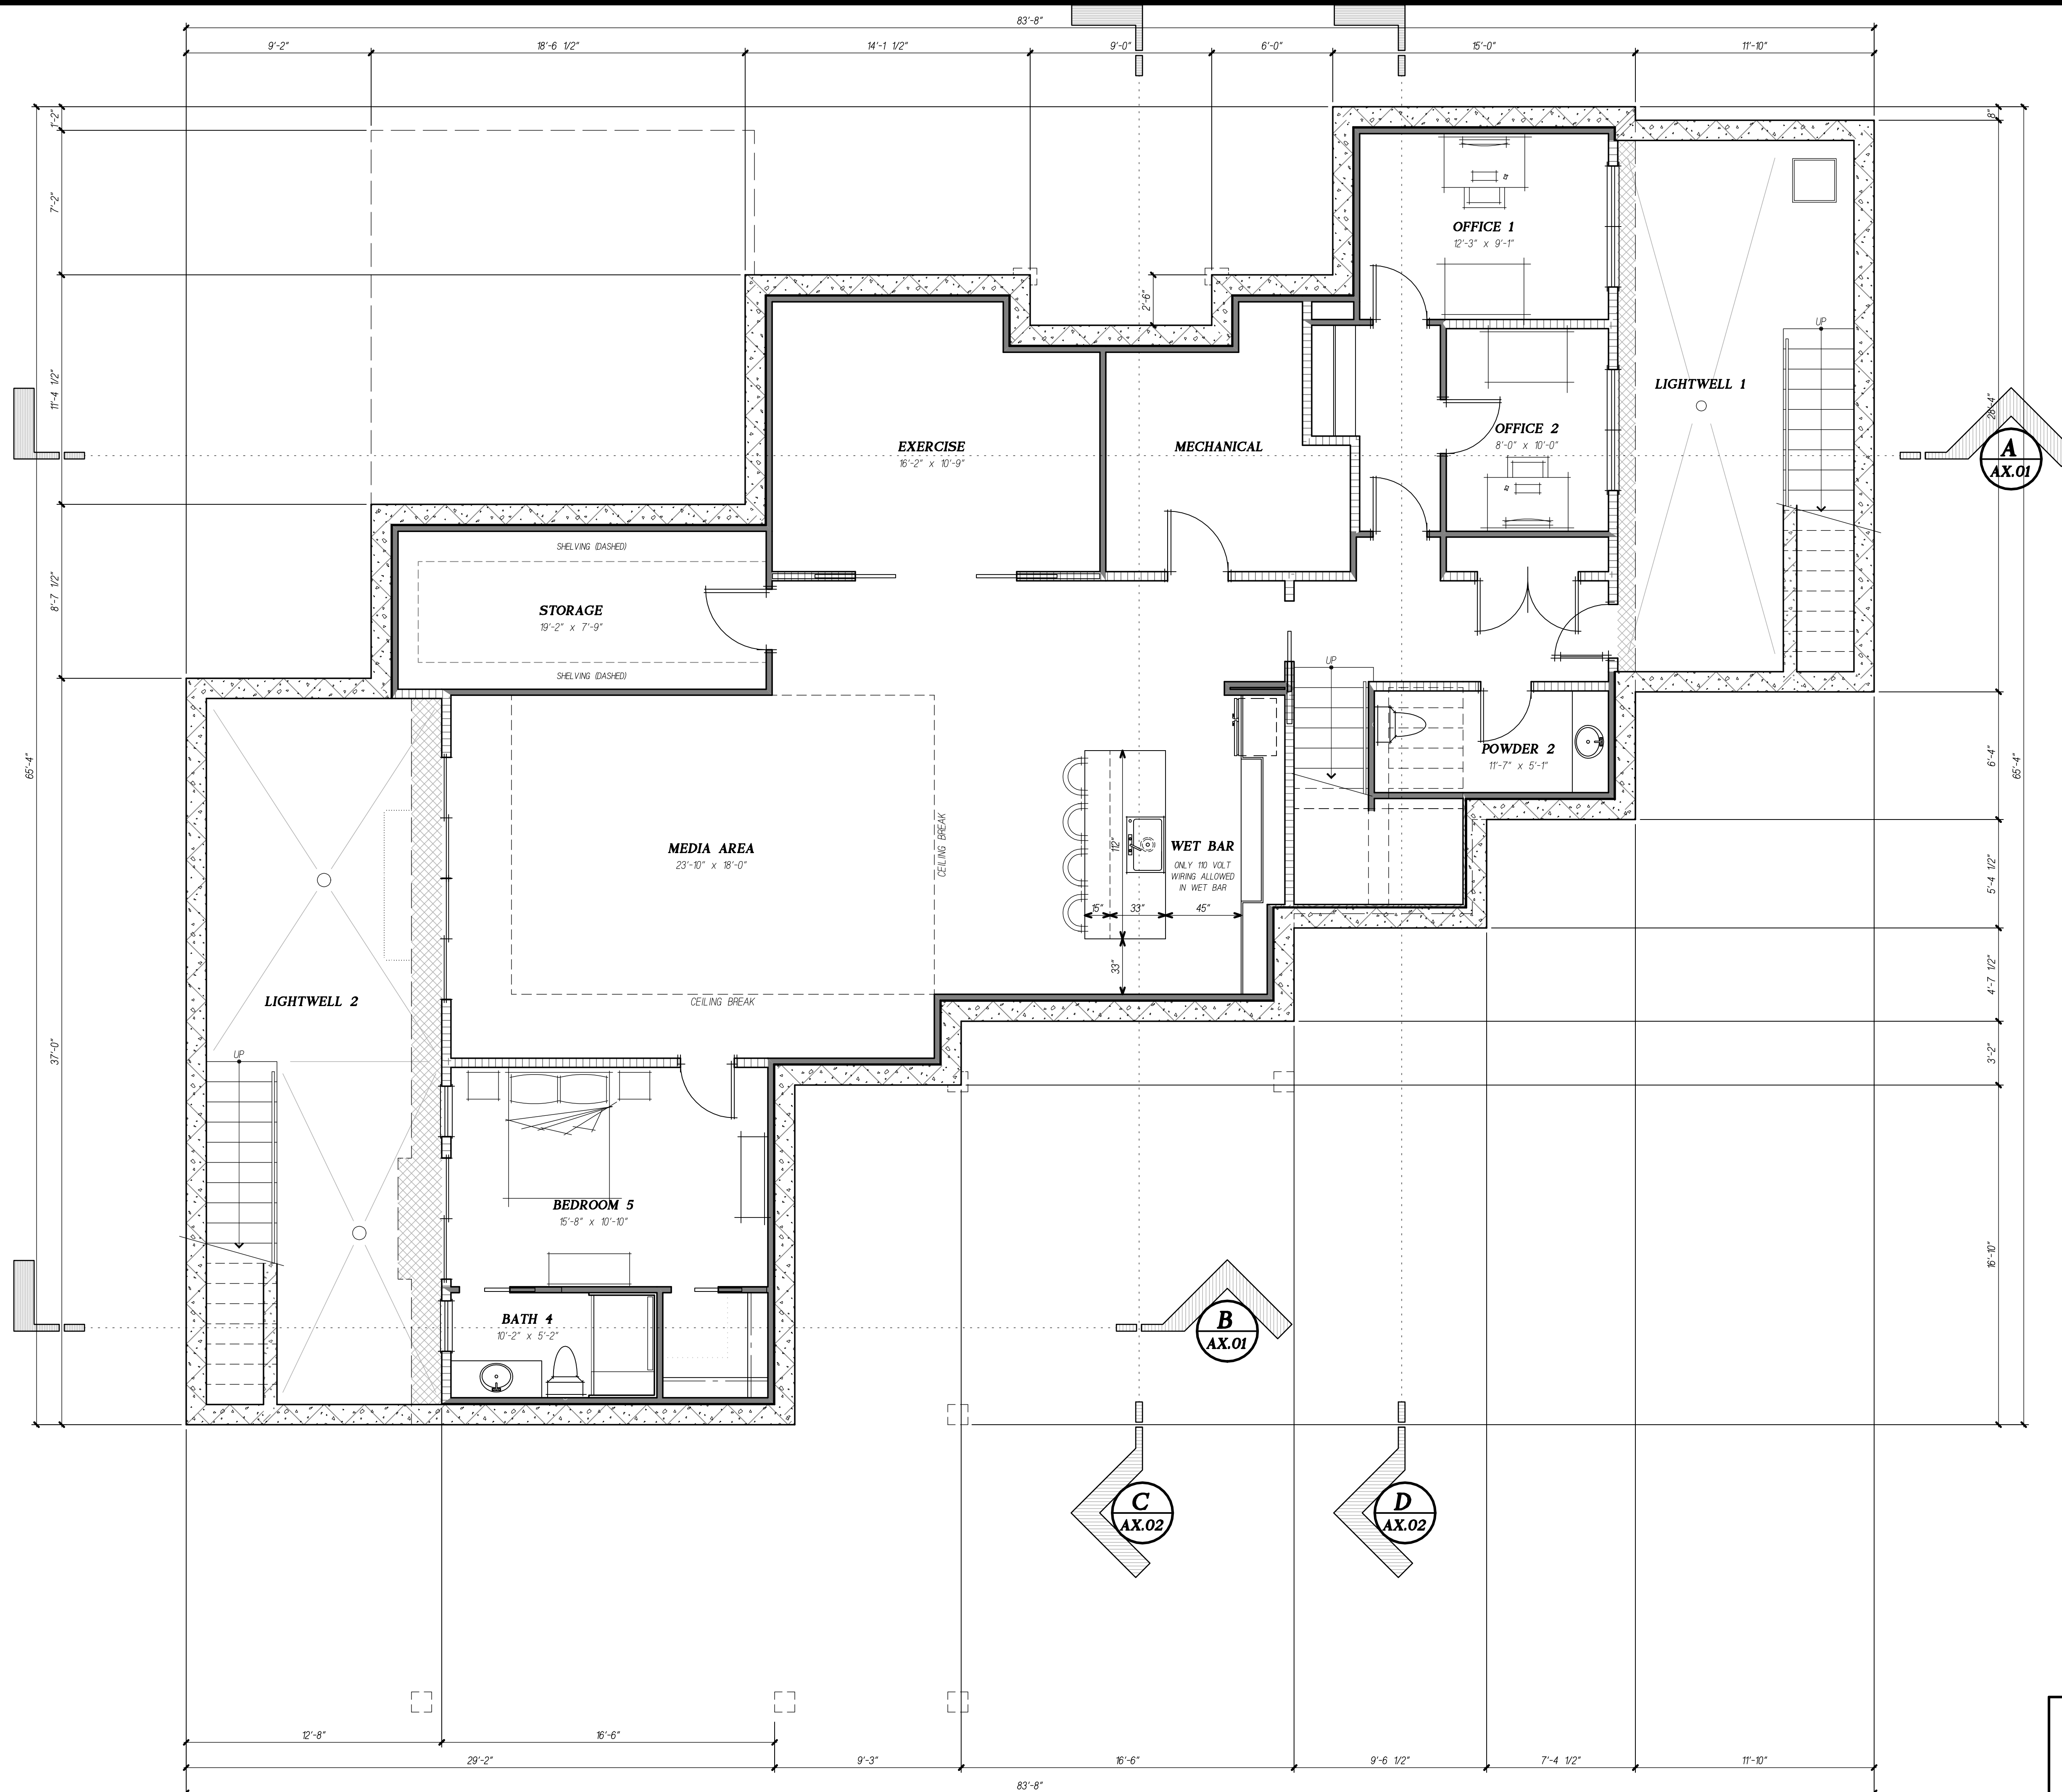 83'-8"
9'-2"
18'-6 1/2"
14'-1 1/2"
9'-0"
6'-0"
15'-0"
11'-10"
1'-2"
7'-2"
11'-4 1/2"
8'-7 1/2"
65'-4"
37'-0"
8"
28'-4"
6'-4"
65'-4"
5'-4 1/2"
4'-7 1/2"
3'-2"
16'-10"
2'-6"
OFFICE 1
12'-3" x 9'-1"
UP
LIGHTWELL 1
OFFICE 2
8'-0" x 10'-0"
EXERCISE
16'-2" x 10'-9"
MECHANICAL
A
AX.01
SHELVING (DASHED)
STORAGE
19'-2" x 7'-9"
SHELVING (DASHED)
UP
POWDER 2
11'-7" x 5'-1"
MEDIA AREA
23'-10" x 18'-0"
CEILING BREAK
CEILING BREAK
112"
WET BAR
ONLY 110 VOLT
WIRING ALLOWED
IN WET BAR
15"
33"
45"
33"
LIGHTWELL 2
UP
BEDROOM 5
15'-8" x 10'-10"
BATH 4
10'-2" x 5'-2"
B
AX.01
C
AX.02
D
AX.02
12'-8"
16'-6"
29'-2"
9'-3"
16'-6"
9'-6 1/2"
7'-4 1/2"
11'-10"
83'-8"